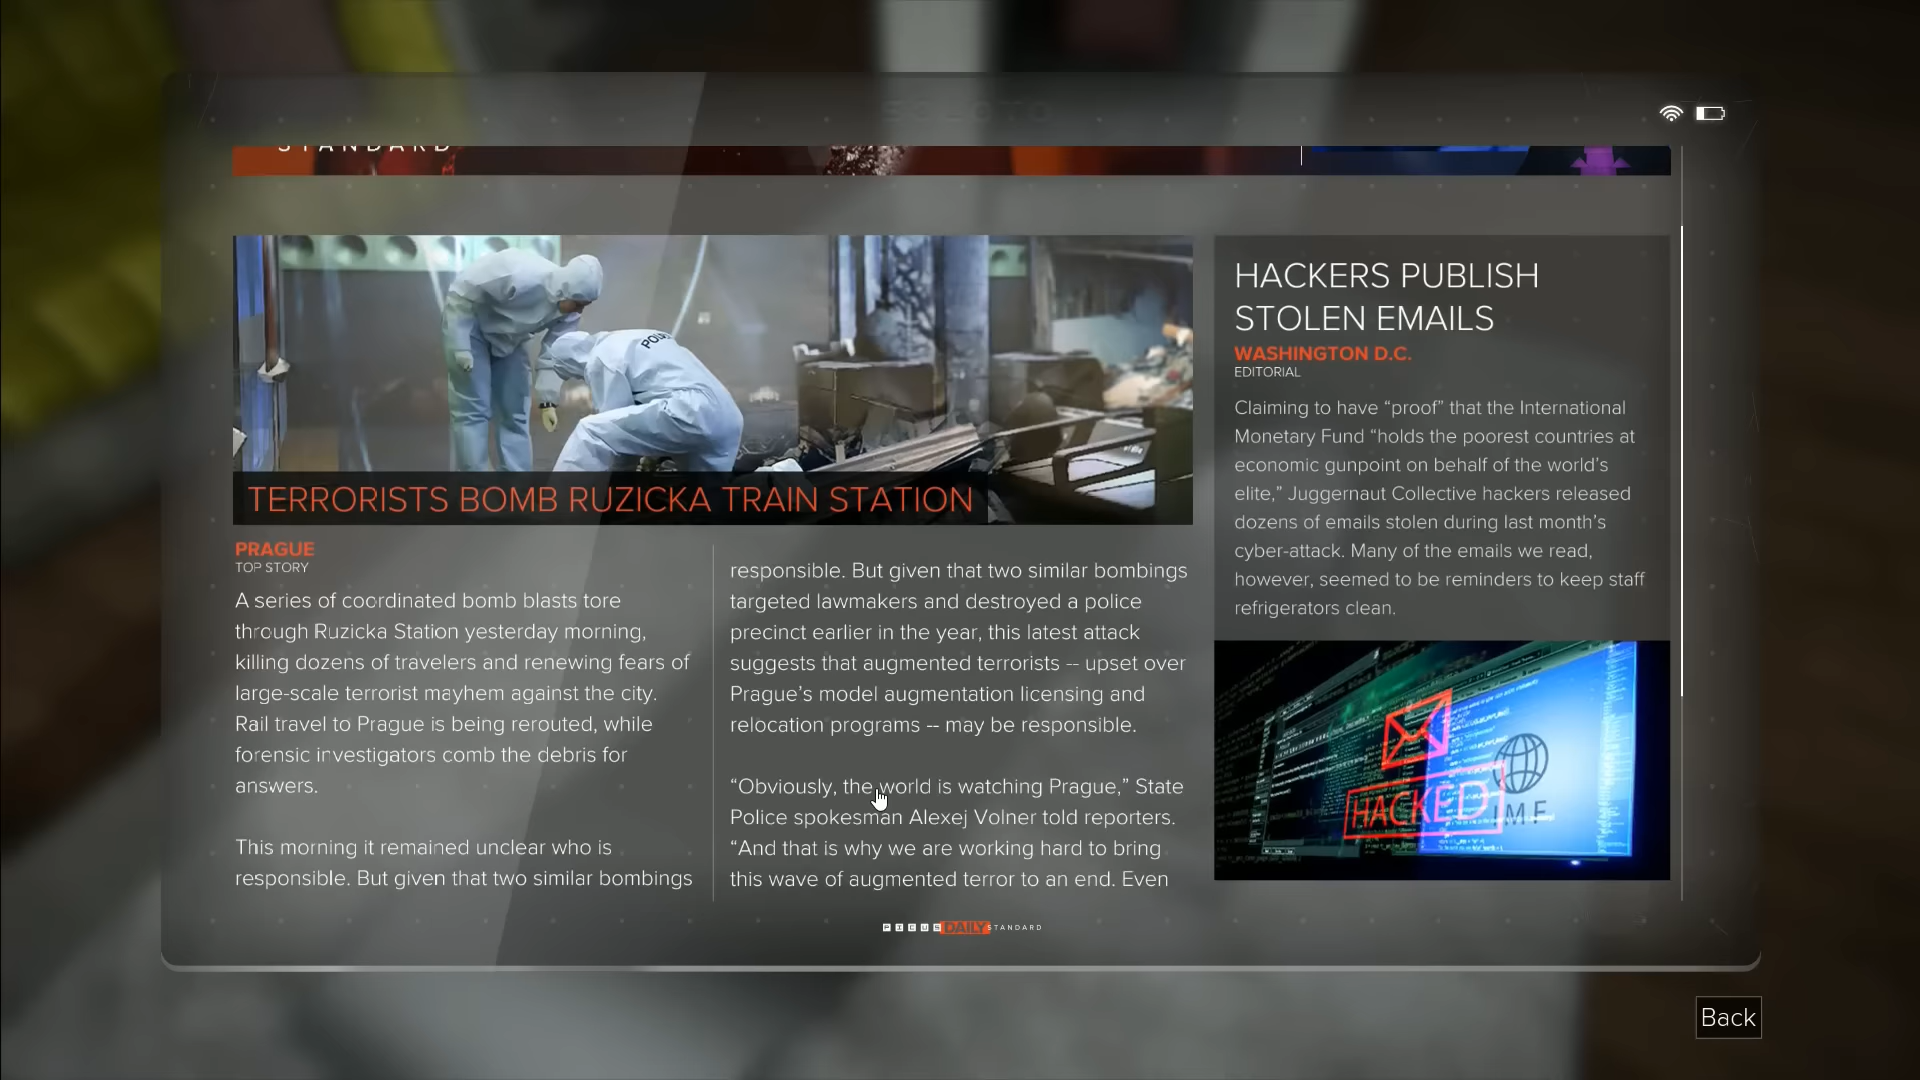 STANDARD
POL
TERRORISTS BOMB RUZICKA TRAIN STATION
PRAGUE
TOP STORY
A series of coordinated bomb blasts tore
through Ruzicka Station yesterday morning,
killing dozens of travelers and renewing fears of
large-scale terrorist mayhem against the city.
Rail travel to Prague is being rerouted, while
forensic investigators comb the debris for
answers.
This morning it remained unclear who is
responsible. But given that two similar bombings
responsible. But given that two similar bombings
targeted lawmakers and destroyed a police
precinct earlier in the year, this latest attack
suggests that augmented terrorists -- upset over
Prague's model augmentation licensing and
relocation programs -- may be responsible.
“Obviously, the world is watching Prague,” State
Police spokesman Alexej Volner told reporters.
“And that is why we are working hard to bring
this wave of augmented terror to an end. Even
HACKERS PUBLISH
STOLEN EMAILS
WASHINGTON D.C.
EDITORIAL
Claiming to have “proof” that the International
Monetary Fund “holds the poorest countries at
economic gunpoint on behalf of the world's
elite,” Juggernaut Collective hackers released
dozens of emails stolen during last month's
cyber-attack. Many of the emails we read,
however, seemed to be reminders to keep staff
refrigerators clean.
HACKED
IMF
PICUS DAILY STANDARD
Back